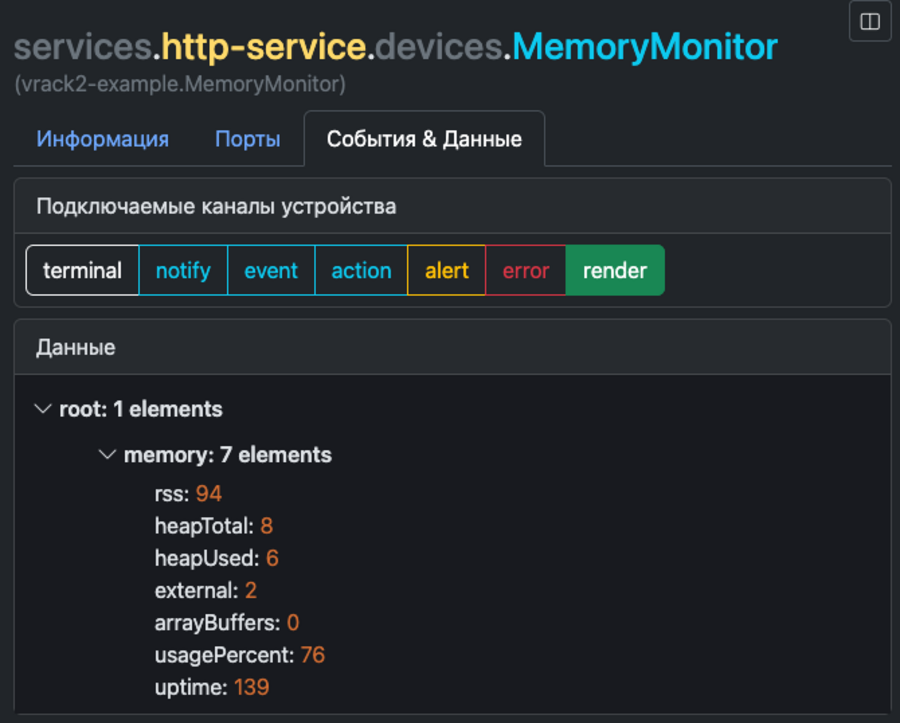 services.http-service.devices.MemoryMonitor
(vrack2-example.MemoryMonitor)
Информация Порты События & Данные
Подключаемые каналы устройства
terminal notify event action alert error render
Данные
root: 1 elements
memory: 7 elements
rss: 94
heapTotal: 8
heapUsed: 6
external: 2
arrayBuffers: 0
usagePercent: 76
uptime: 139